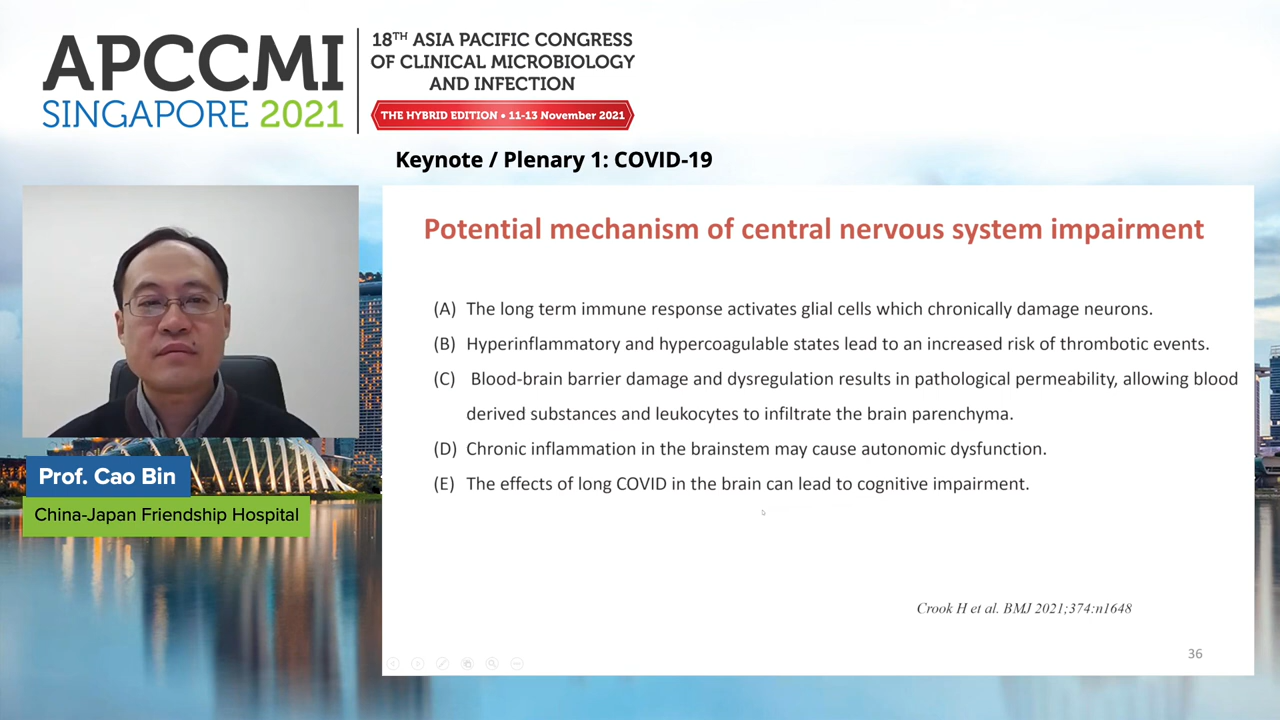 APCCMI
SINGAPORE 2021
18TH ASIA PACIFIC CONGRESS
OF CLINICAL MICROBIOLOGY
AND INFECTION
THE HYBRID EDITION • 11-13 November 2021
Keynote / Plenary 1: COVID-19
Prof. Cao Bin
China-Japan Friendship Hospital
Potential mechanism of central nervous system impairment
(A) The long term immune response activates glial cells which chronically damage neurons.
(B) Hyperinflammatory and hypercoagulable states lead to an increased risk of thrombotic events.
(C) Blood-brain barrier damage and dysregulation results in pathological permeability, allowing blood
derived substances and leukocytes to infiltrate the brain parenchyma.
(D) Chronic inflammation in the brainstem may cause autonomic dysfunction.
(E) The effects of long COVID in the brain can lead to cognitive impairment.
Crook H et al. BMJ 2021;374:n1648
36